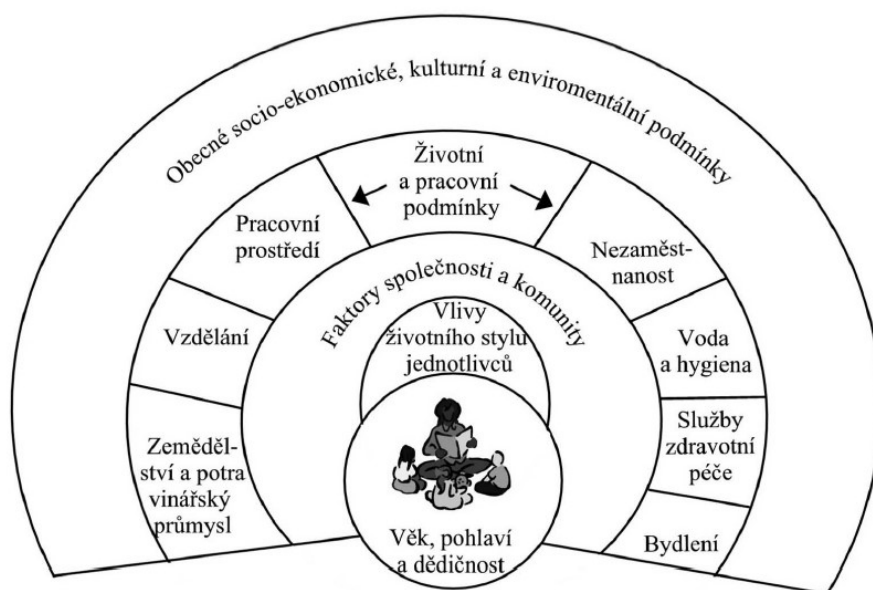 Obecné socio-ekonomické, kulturní a enviromentální podmínky
Životní
a pracovní
podmínky
Pracovní
prostředí
Nezaměst-
nanost
Faktory společnosti a komunity
Vzdělání
Vlivy
životního stylu
jednotlivců
Voda
a hygiena
Zeměděl-
ství a potra
vinářský
průmysl
Služby
zdravotní
péče
Věk, pohlaví
a dědičnost
Bydlení